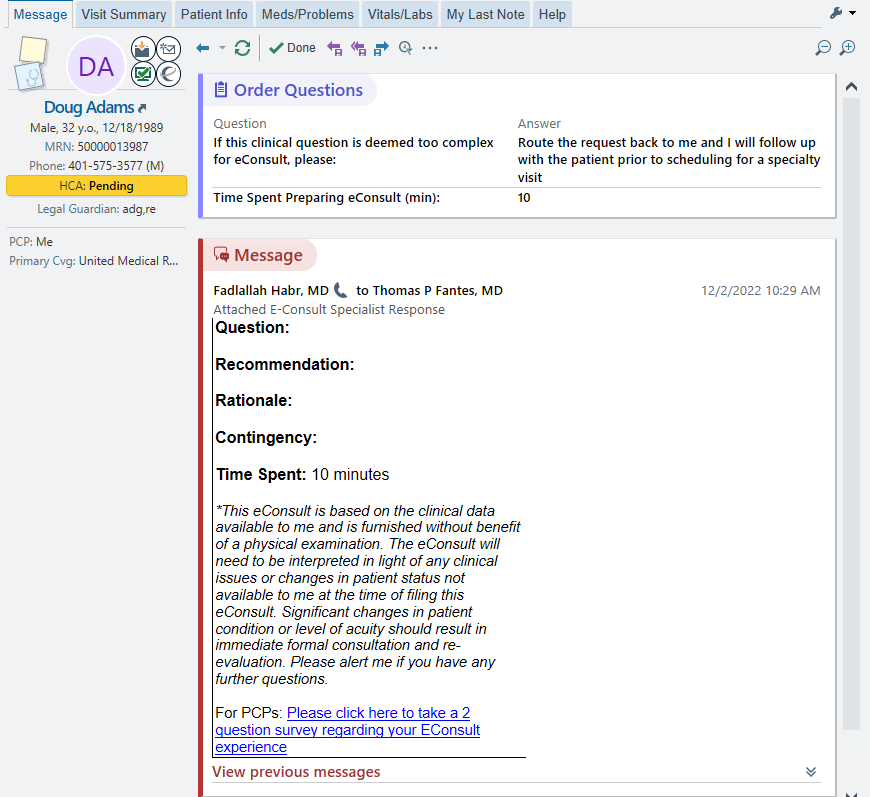 Message
Visit Summary
Patient Info
Meds/Problems
Vitals/Labs
My Last Note
Help
Done
DA
Doug Adams
Male, 32 y.o., 12/18/1989
MRN: 50000013987
Phone: 401-575-3577 (M)
HCA: Pending
Legal Guardian: adg,re
PCP: Me
Primary Cvg: United Medical R...
Order Questions
Question
Answer
If this clinical question is deemed too complex
for eConsult, please:
Route the request back to me and I will follow up
with the patient prior to scheduling for a specialty
visit
Time Spent Preparing eConsult (min):
10
Message
Fadlallah Habr, MD to Thomas P Fantes, MD
12/2/2022 10:29 AM
Attached E-Consult Specialist Response
Question:
Recommendation:
Rationale:
Contingency:
Time Spent: 10 minutes
*This eConsult is based on the clinical data
available to me and is furnished without benefit
of a physical examination. The eConsult will
need to be interpreted in light of any clinical
issues or changes in patient status not
available to me at the time of filing this
eConsult. Significant changes in patient
condition or level of acuity should result in
immediate formal consultation and re-
evaluation. Please alert me if you have any
further questions.
For PCPs: Please click here to take a 2
question survey regarding your EConsult
experience
View previous messages